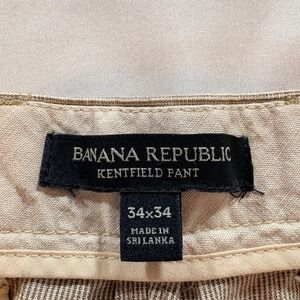 BANANA REPUBLIC
KENTFIELD PANT
34x34
MADE IN
SRI LANKA